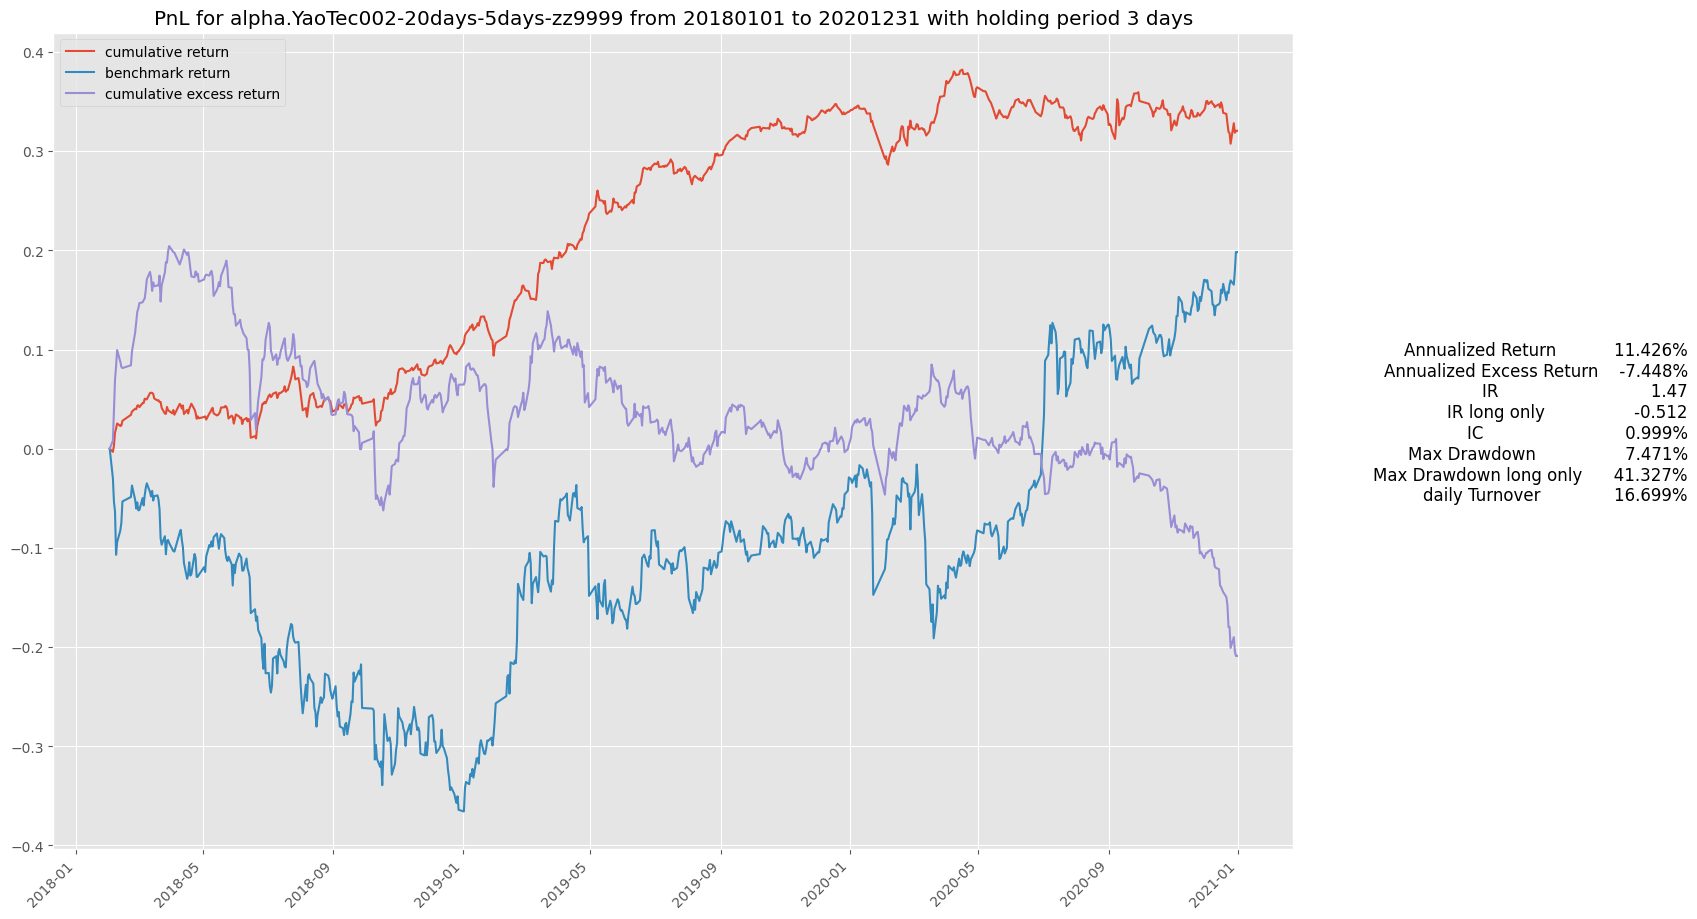 PnL for alpha.YaoTec002-20days-5days-zz9999 from 20180101 to 20201231 with holding period 3 days
cumulative return
benchmark return
cumulative excess return
0.4
0.3
0.2
0.1
0.0
−0.1
−0.2
−0.3
−0.4
2018-01
2018-05
2018-09
2019-01
2019-05
2019-09
2020-01
2020-05
2020-09
2021-01
Annualized Return 11.426%
Annualized Excess Return -7.448%
IR 1.47
IR long only -0.512
IC 0.999%
Max Drawdown 7.471%
Max Drawdown long only 41.327%
daily Turnover 16.699%